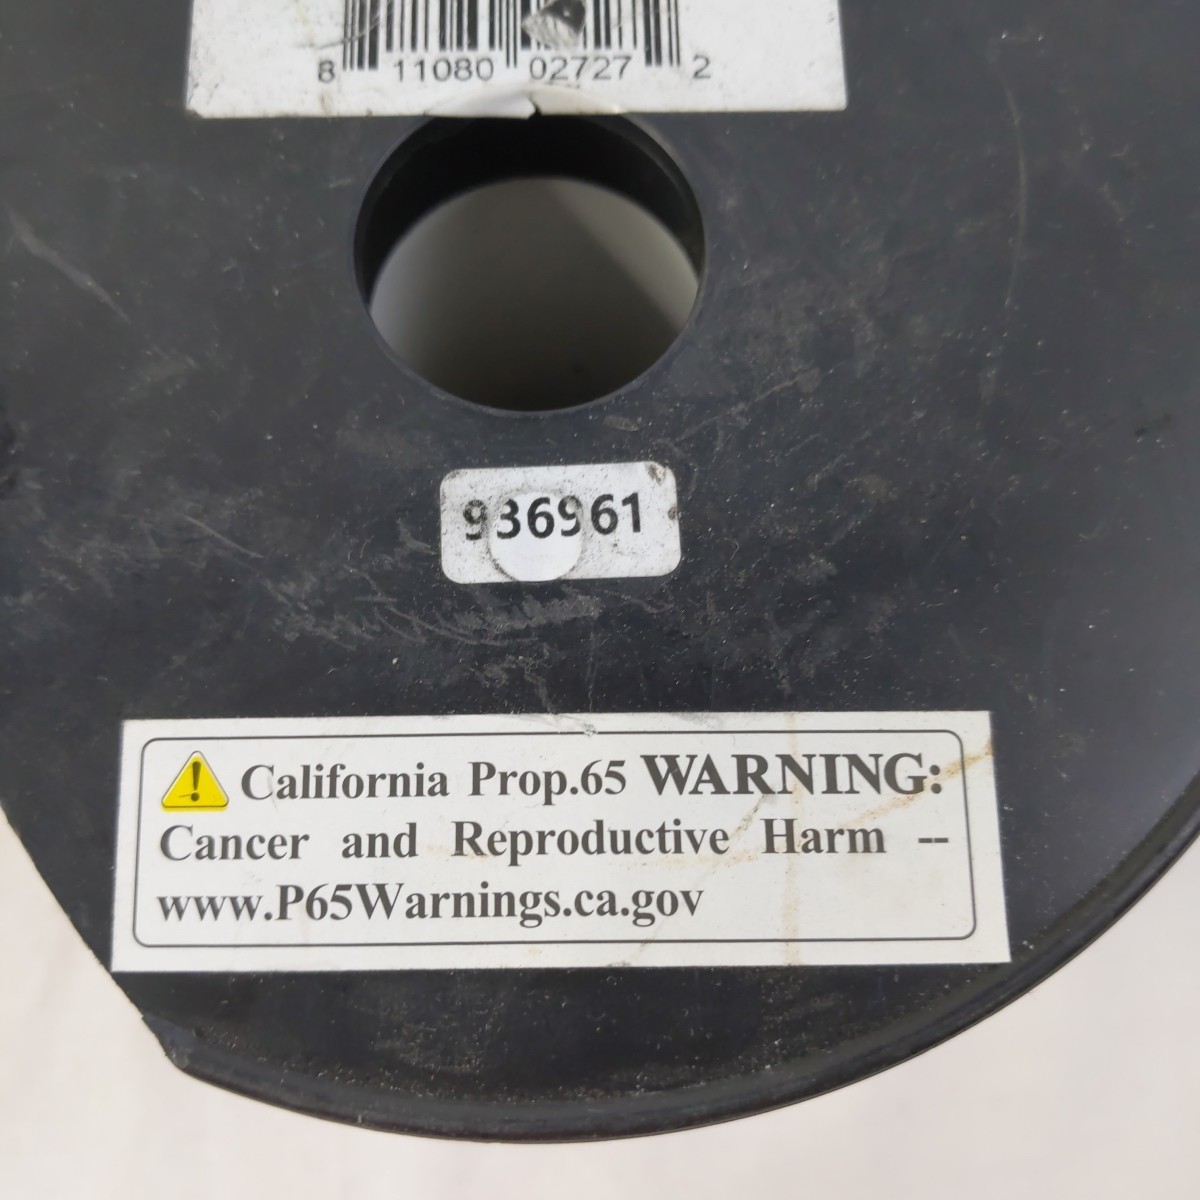 8 11080 02727 2
936961
California Prop.65 WARNING:
Cancer and Reproductive Harm --
www.P65Warnings.ca.gov